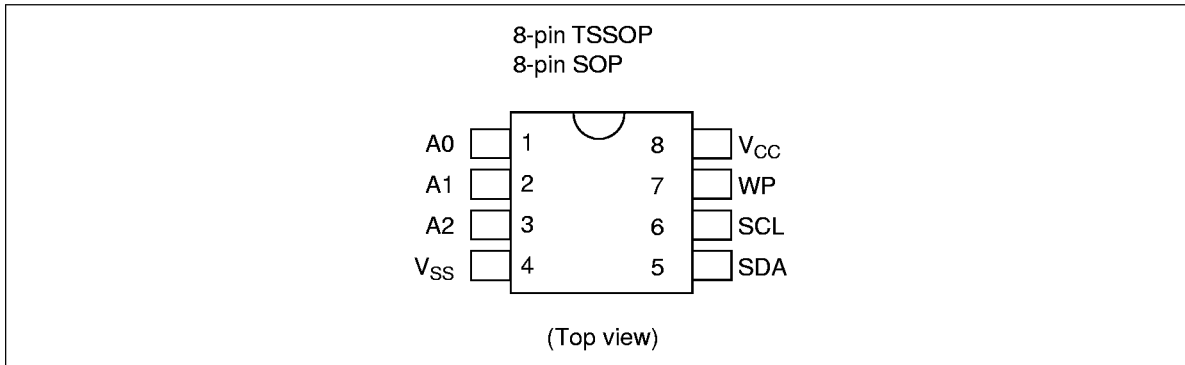 8-pin TSSOP
8-pin SOP
A0 1 8 VCC
A1 2 7 WP
A2 3 6 SCL
VSS 4 5 SDA
(Top view)